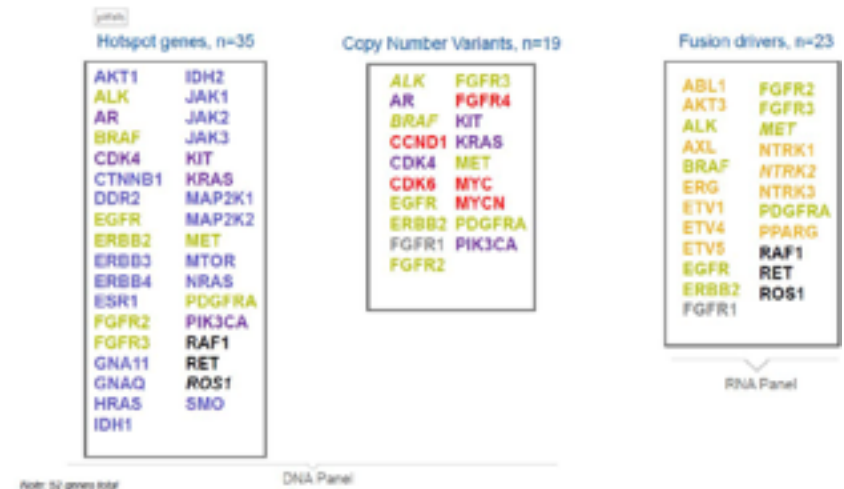 Hotspot genes, n=35
AKT1 IDH2
ALK JAK1
AR JAK2
BRAF JAK3
CDK4 KIT
CTNNB1 KRAS
DDR2 MAP2K1
EGFR MAP2K2
ERBB2 MET
ERBB3 MTOR
ERBB4 NRAS
ESR1 PDGFRA
FGFR2 PIK3CA
FGFR3 RAF1
GNA11 RET
GNAQ ROS1
HRAS SMO
IDH1
Copy Number Variants, n=19
ALK FGFR3
AR FGFR4
BRAF KIT
CCND1 KRAS
CDK4 MET
CDK6 MYC
EGFR MYCN
ERBB2 PDGFRA
FGFR1 PIK3CA
FGFR2
DNA Panel
Fusion drivers, n=23
ABL1 FGFR2
AKT3 FGFR3
ALK MET
AXL NTRK1
BRAF NTRK2
ERG NTRK3
ETV1 PDGFRA
ETV4 PPARG
ETV5 RAF1
EGFR RET
ERBB2 ROS1
FGFR1
RNA Panel
Note: 52 genes total